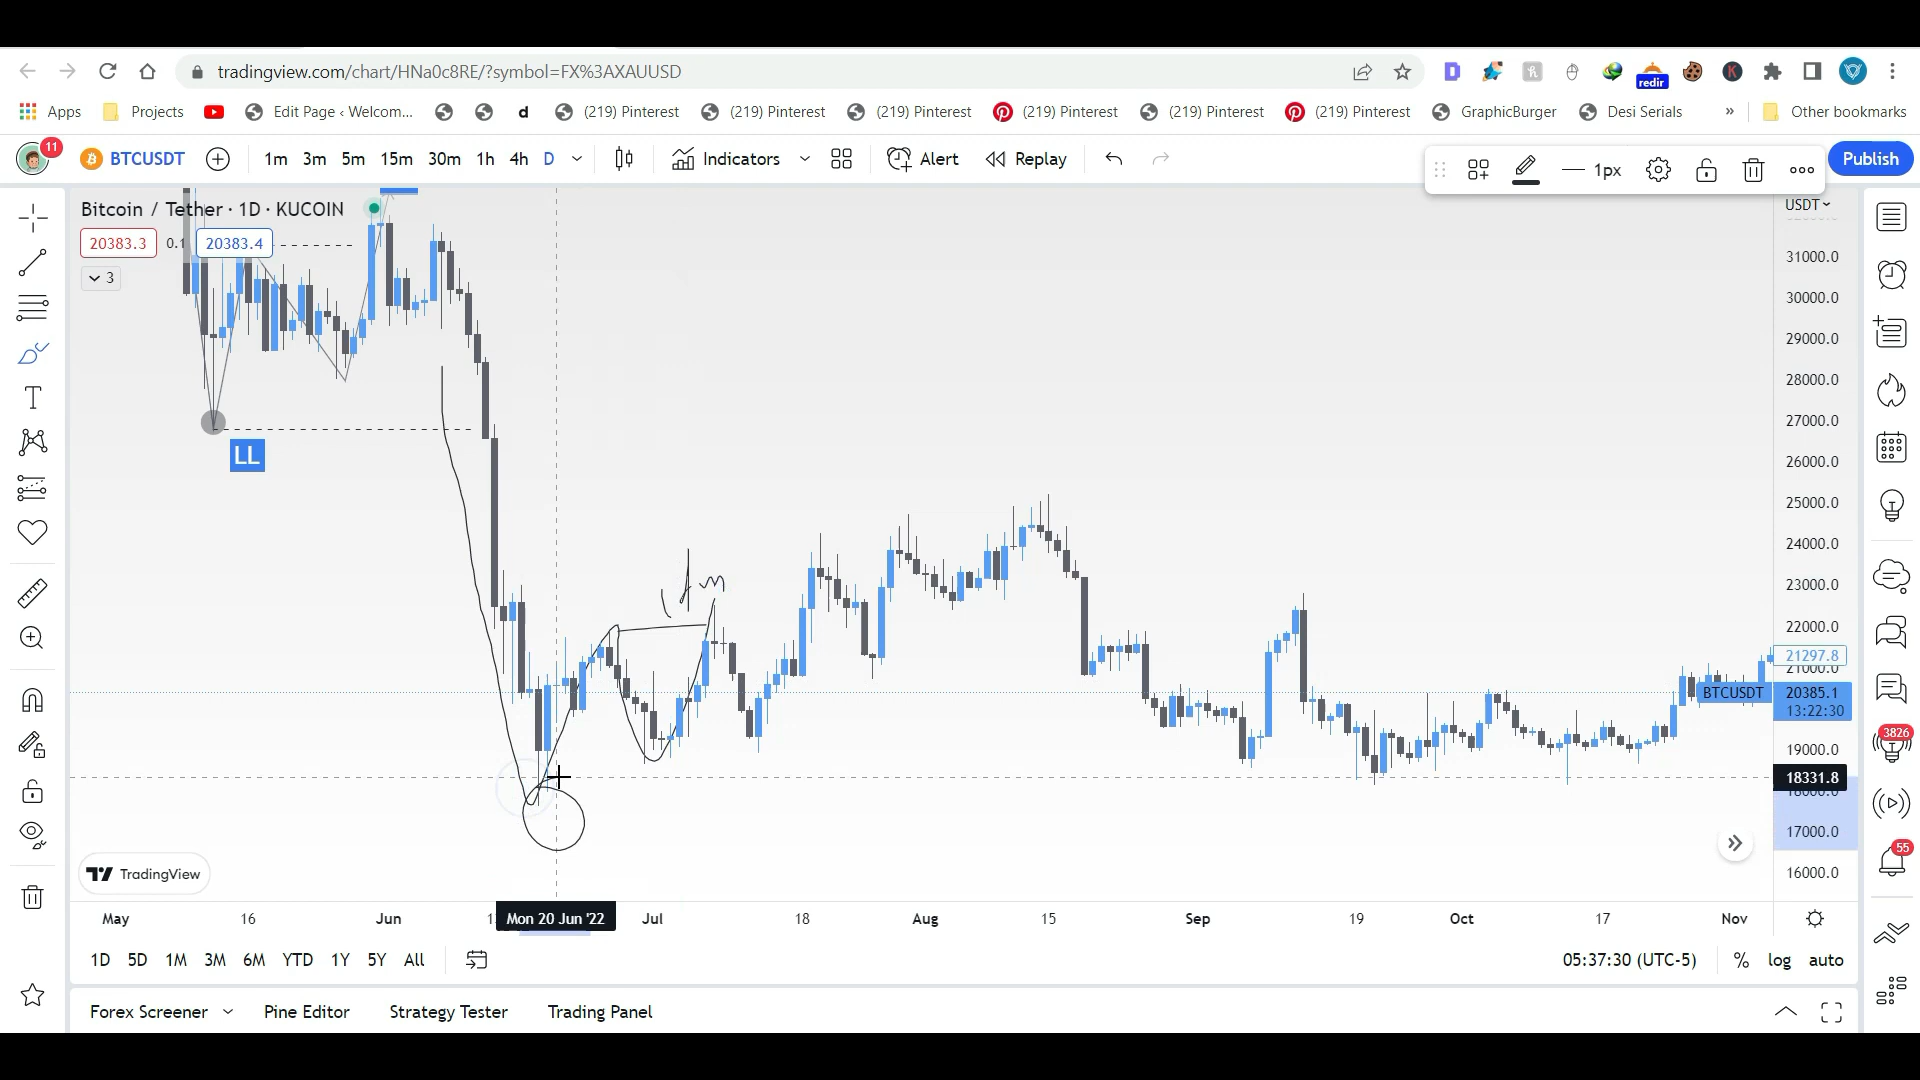 tradingview.com/chart/HNa0c8RE/?symbol=FX%3AXAUUSD
redir
Apps Projects Edit Page ‹ Welcom... d (219) Pinterest (219) Pinterest (219) Pinterest (219) Pinterest (219) Pinterest (219) Pinterest GraphicBurger Desi Serials » Other bookmarks
11 BTCUSDT 1m 3m 5m 15m 30m 1h 4h D Indicators Alert Replay 1px Publish
Bitcoin / Tether · 1D · KUCOIN USDT
20383.3 0.1 20383.4
3
31000.0
30000.0
29000.0
28000.0
27000.0
LL
26000.0
25000.0
24000.0
23000.0
22000.0
21297.8
21000.0
BTCUSDT 20385.1
13:22:30
3826
19000.0
18331.8
18000.0
17000.0
55
16000.0
TradingView
May 16 Jun Mon 20 Jun '22 Jul 18 Aug 15 Sep 19 Oct 17 Nov
1D 5D 1M 3M 6M YTD 1Y 5Y All 05:37:30 (UTC-5) % log auto
Forex Screener Pine Editor Strategy Tester Trading Panel